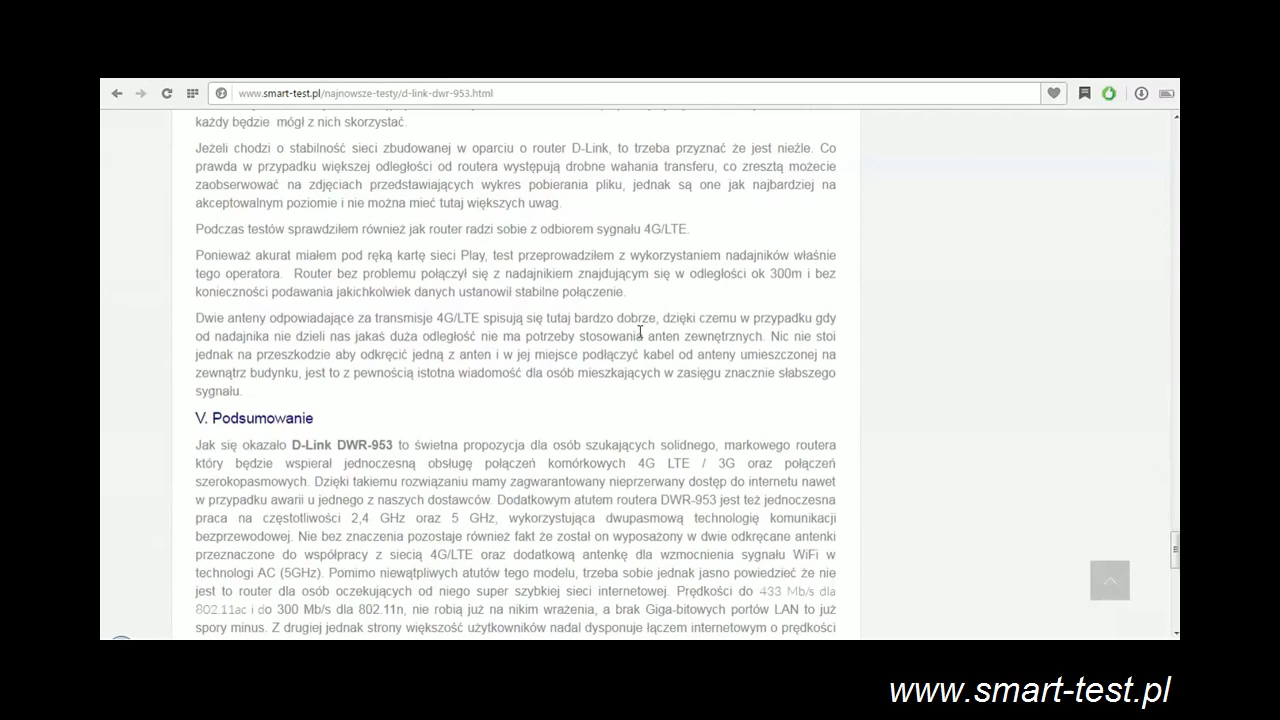 www.smart-test.pl/najnowsze-testy/d-link-dwr-953.html
każdy będzie mógł z nich skorzystać.
Jeżeli chodzi o stabilność sieci zbudowanej w oparciu o router D-Link, to trzeba przyznać że jest nieźle. Co
prawda w przypadku większej odległości od routera występują drobne wahania transferu, co zresztą możecie
zaobserwować na zdjęciach przedstawiających wykres pobierania pliku, jednak są one jak najbardziej na
akceptowalnym poziomie i nie można mieć tutaj większych uwag.
Podczas testów sprawdziłem również jak router radzi sobie z odbiorem sygnału 4G/LTE.
Ponieważ akurat miałem pod ręką kartę sieci Play, test przeprowadziłem z wykorzystaniem nadajników właśnie
tego operatora. Router bez problemu połączył się z nadajnikiem znajdującym się w odległości ok 300m i bez
konieczności podawania jakichkolwiek danych ustanowił stabilne połączenie.
Dwie anteny odpowiadające za transmisje 4G/LTE spisują się tutaj bardzo dobrze, dzięki czemu w przypadku gdy
od nadajnika nie dzieli nas jakaś duża odległość nie ma potrzeby stosowania anten zewnętrznych. Nic nie stoi
jednak na przeszkodzie aby odkręcić jedną z anten i w jej miejsce podłączyć kabel od anteny umieszczonej na
zewnątrz budynku, jest to z pewnością istotna wiadomość dla osób mieszkających w zasięgu znacznie słabszego
sygnału.
V. Podsumowanie
Jak się okazało D-Link DWR-953 to świetna propozycja dla osób szukających solidnego, markowego routera
który będzie wspierał jednoczesną obsługę połączeń komórkowych 4G LTE / 3G oraz połączeń
szerokopasmowych. Dzięki takiemu rozwiązaniu mamy zagwarantowany nieprzerwany dostęp do internetu nawet
w przypadku awarii u jednego z naszych dostawców. Dodatkowym atutem routera DWR-953 jest też jednoczesna
praca na częstotliwości 2,4 GHz oraz 5 GHz, wykorzystująca dwupasmową technologię komunikacji
bezprzewodowej. Nie bez znaczenia pozostaje również fakt że został on wyposażony w dwie odkręcane antenki
przeznaczone do współpracy z siecią 4G/LTE oraz dodatkową antenkę dla wzmocnienia sygnału WiFi w
technologi AC (5GHz). Pomimo niewątpliwych atutów tego modelu, trzeba sobie jednak jasno powiedzieć że nie
jest to router dla osób oczekujących od niego super szybkiej sieci internetowej. Prędkości do 433 Mb/s dla
802.11ac i do 300 Mb/s dla 802.11n, nie robią już na nikim wrażenia, a brak Giga-bitowych portów LAN to już
spory minus. Z drugiej jednak strony większość użytkowników nadal dysponuje łączem internetowym o prędkości
www.smart-test.pl